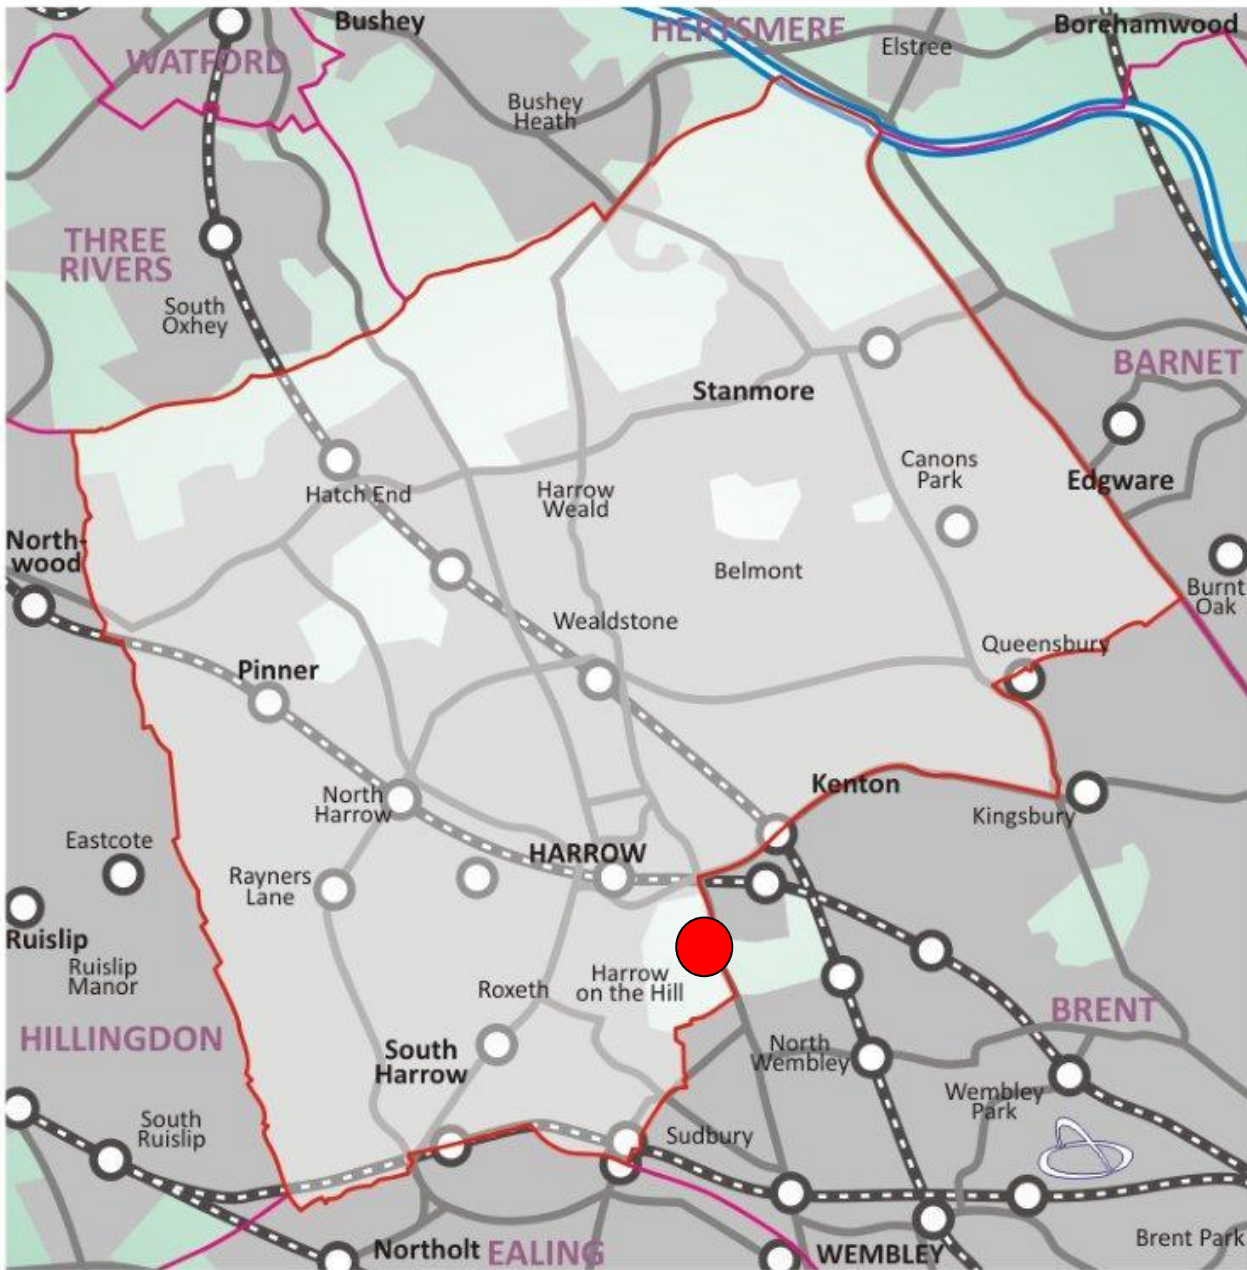 Bushey
HERTSMERE
Borehamwood
WATFORD
Elstree
Bushey
Heath
THREE
RIVERS
South
Oxhey
BARNET
Stanmore
Canons
Park
Edgware
Hatch End
Harrow
Weald
North-
wood
Belmont
Burnt
Oak
Wealdstone
Queensbury
Pinner
Kenton
North
Harrow
Kingsbury
Eastcote
HARROW
Rayners
Lane
Ruislip
Ruislip
Manor
Harrow
on the Hill
Roxeth
BRENT
HILLINGDON
South
Harrow
North
Wembley
Wembley
Park
South
Ruislip
Sudbury
Brent Park
Northolt
EALING
WEMBLEY